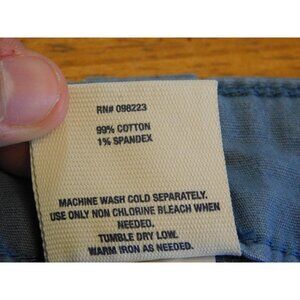 RN# 098223
99% COTTON
1% SPANDEX
MACHINE WASH COLD SEPARATELY.
USE ONLY NON CHLORINE BLEACH WHEN
NEEDED.
TUMBLE DRY LOW.
WARM IRON AS NEEDED.